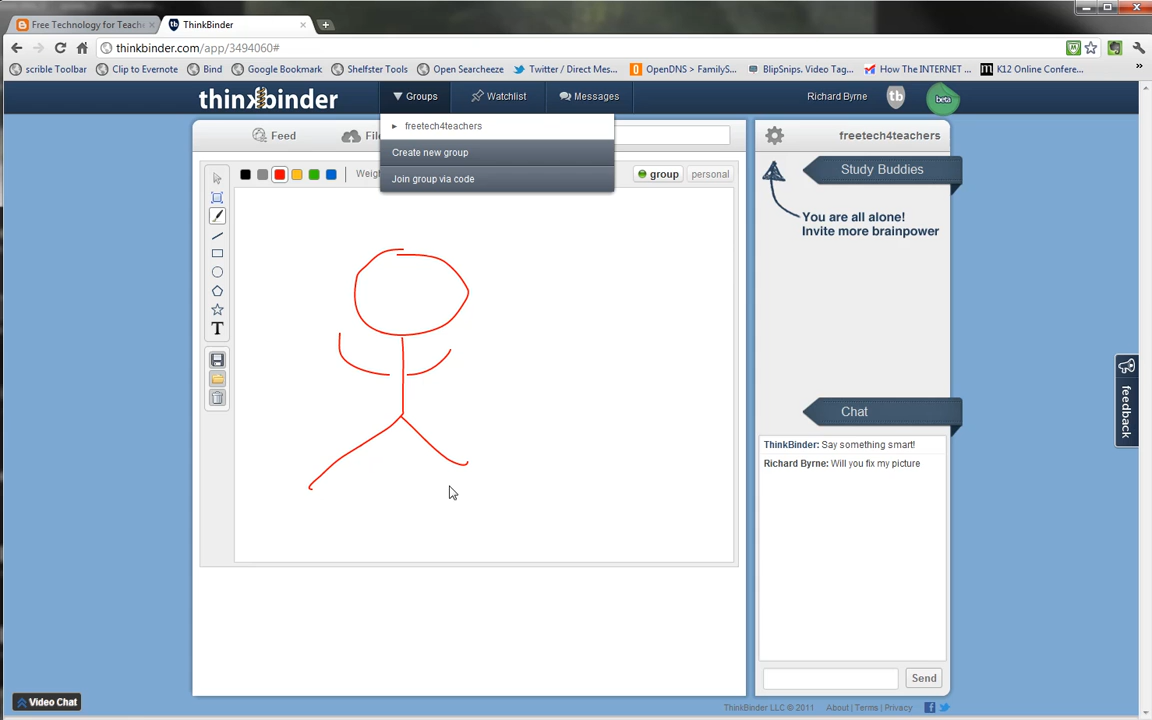 Free Technology for Teache
ThinkBinder
thinkbinder.com/app/3494060#
scrible Toolbar
Clip to Evernote
Bind
Google Bookmark
Shelfster Tools
Open Searcheeze
Twitter / Direct Mes...
OpenDNS > FamilyS...
BlipSnips. Video Tag...
How The INTERNET ...
K12 Online Confere...
»
thinkbinder
Groups
Watchlist
Messages
Richard Byrne
tb
beta
freetech4teachers
Create new group
Join group via code
Feed
File
freetech4teachers
Weigh
group
personal
Study Buddies
You are all alone!
Invite more brainpower
T
feedback
Chat
ThinkBinder: Say something smart!
Richard Byrne: Will you fix my picture
Send
Video Chat
ThinkBinder LLC © 2011
About | Terms | Privacy